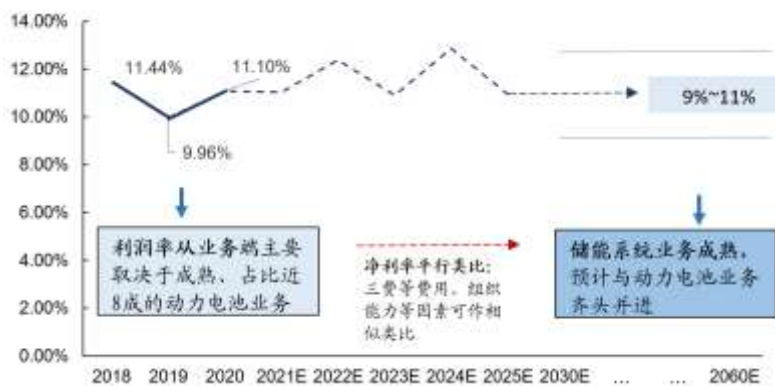 14.00%
12.00%
10.00%
8.00%
6.00%
4.00%
2.00%
0.00%
11.44%
11.10%
9.96%
9%~11%
利润率从业务端主要
取决于成熟、占比近
8成的动力电池业务
净利率平行类比:
三费等费用、组织
能力等因素可作相
似类比
储能系统业务成熟,
预计与动力电池业务
齐头并进
2018 2019 2020 2021E 2022E 2023E 2024E 2025E 2030E ... ... 2060E